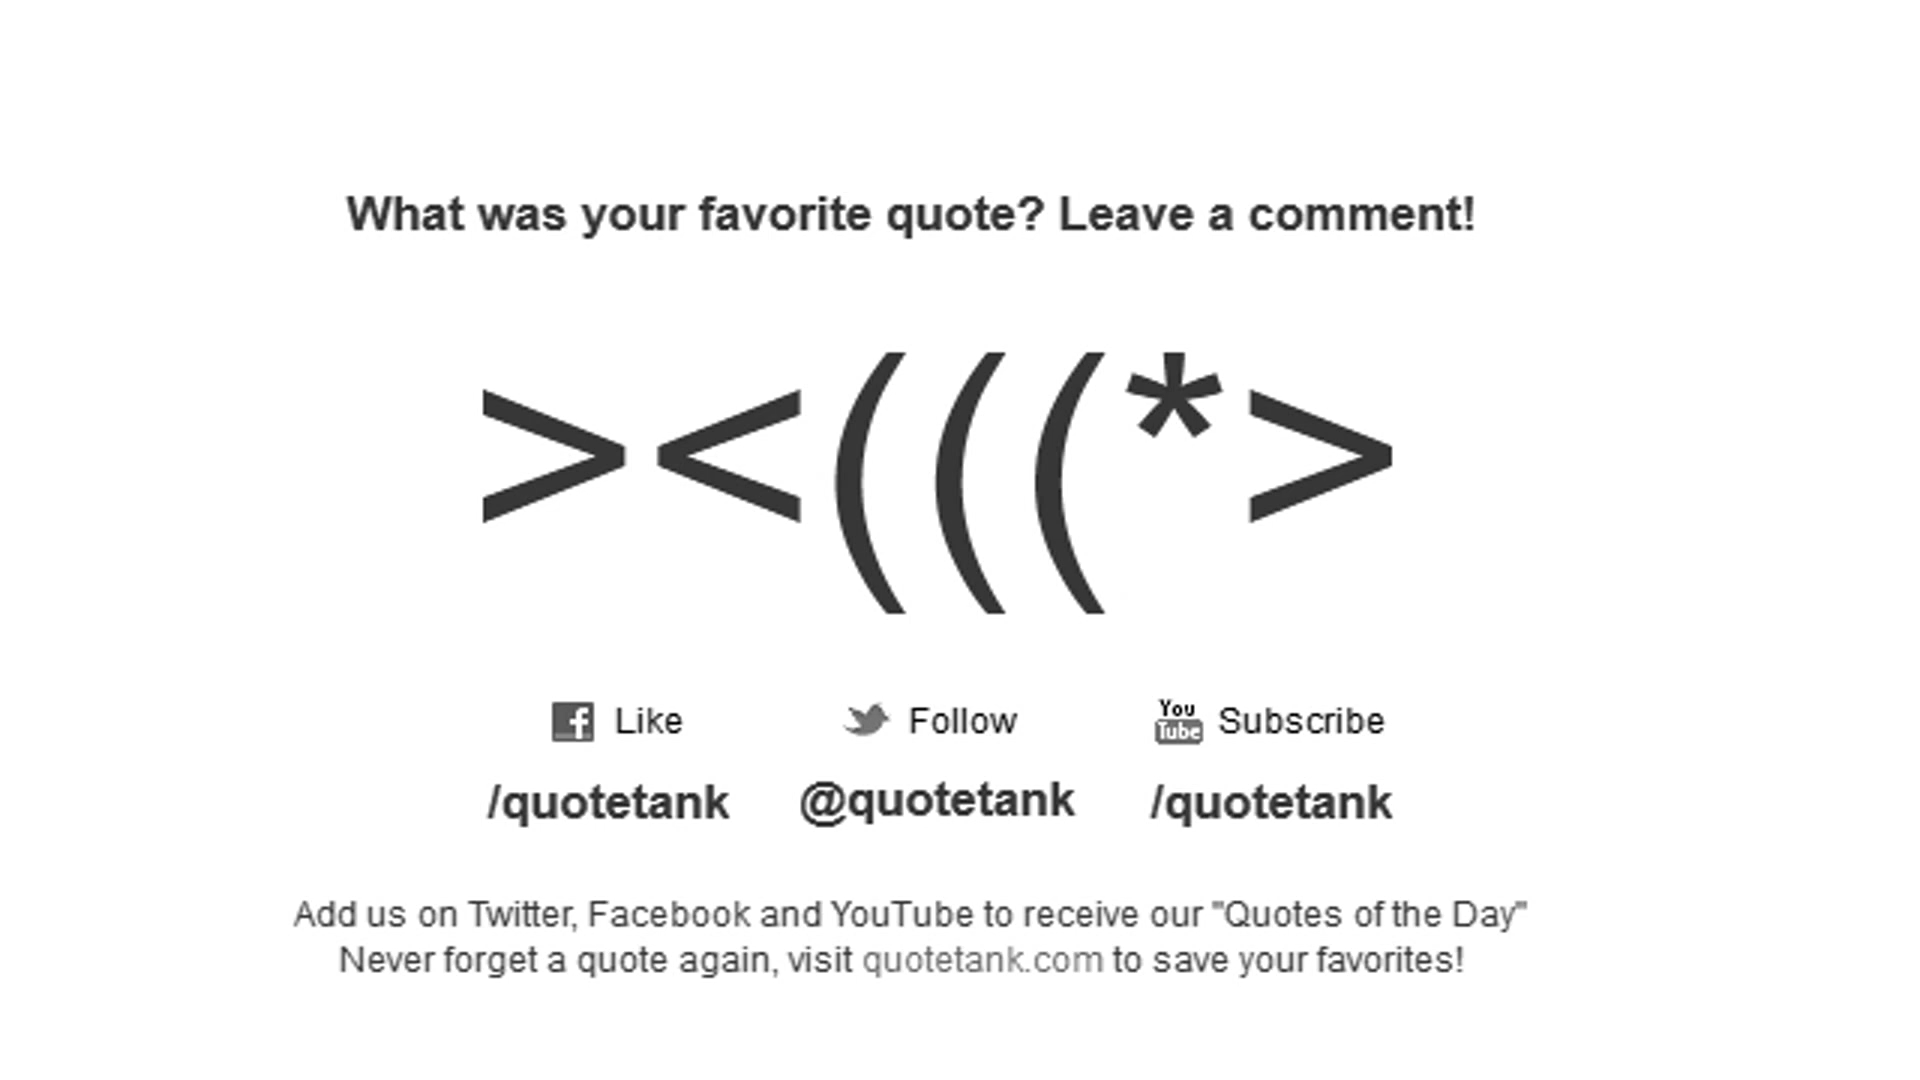 What was your favorite quote? Leave a comment!
><(((*>
f Like Follow You Tube Subscribe
/quotetank @quotetank /quotetank
Add us on Twitter, Facebook and YouTube to receive our "Quotes of the Day"
Never forget a quote again, visit quotetank.com to save your favorites!